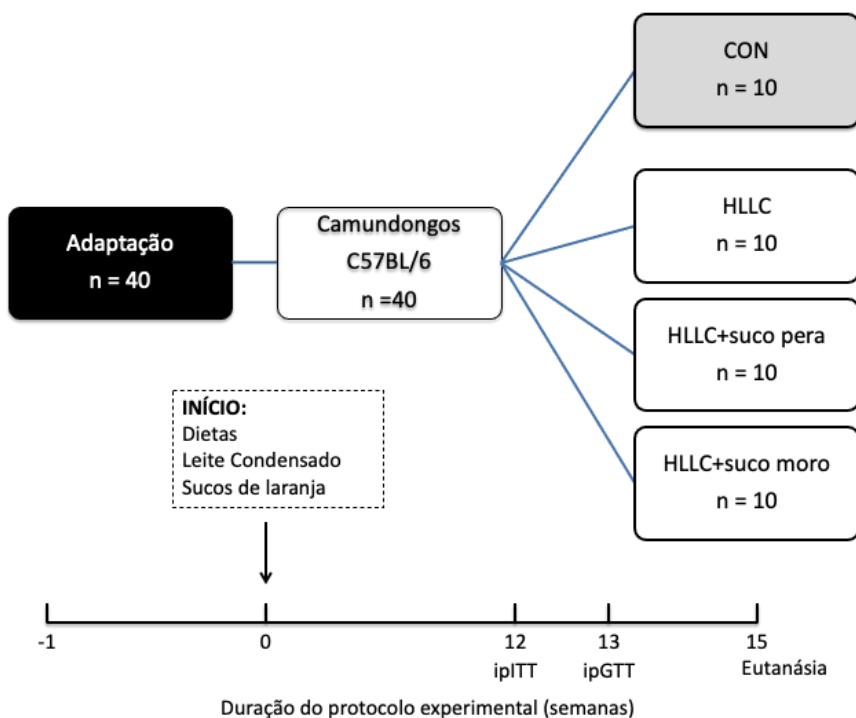 CON
n = 10
Adaptação
n = 40
Camundongos
C57BL/6
n =40
HLLC
n = 10
HLLC+suco pera
n = 10
HLLC+suco moro
n = 10
INÍCIO:
Dietas
Leite Condensado
Sucos de laranja
-1
0
12
13
15
ipITT
ipGTT
Eutanásia
Duração do protocolo experimental (semanas)